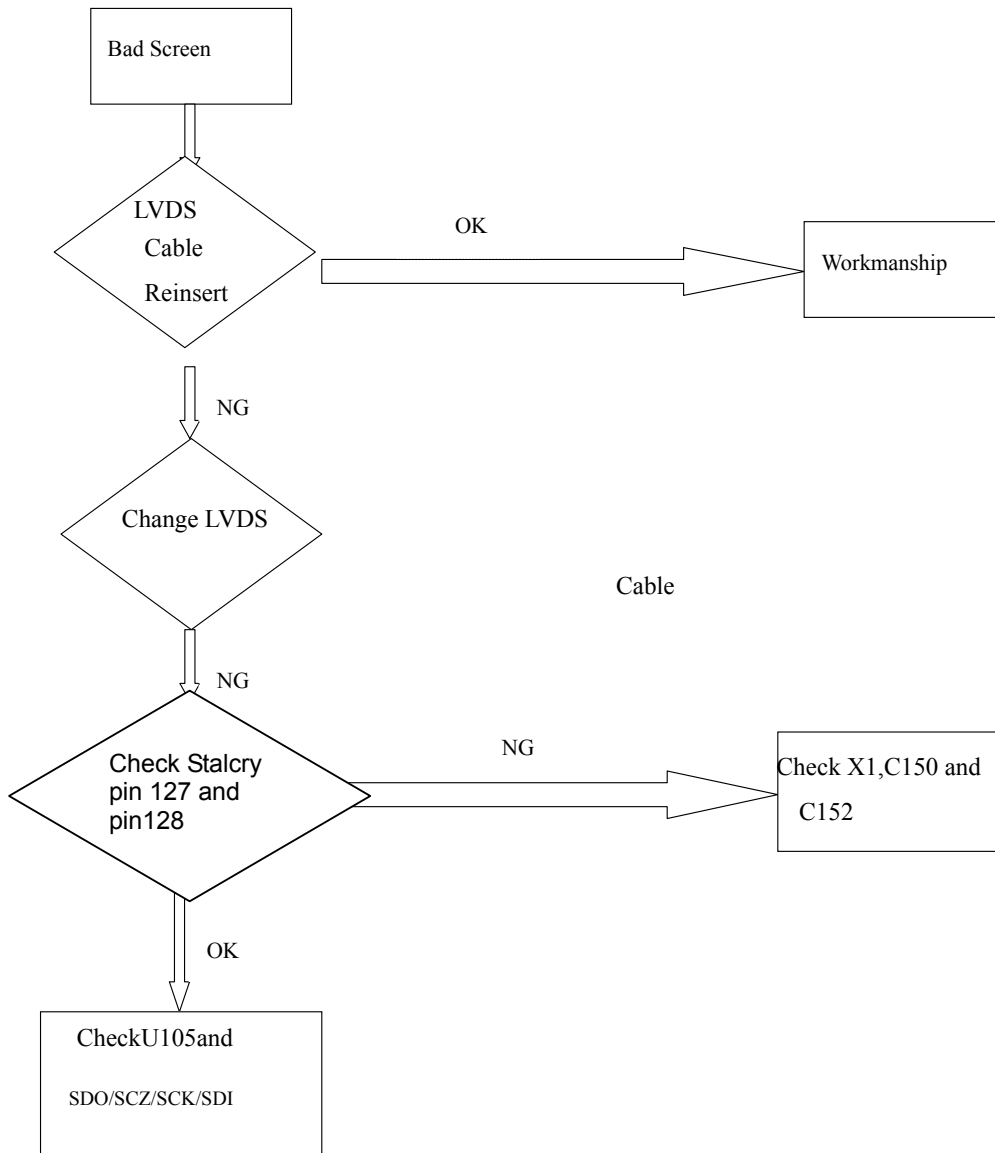 Bad Screen
LVDS
Cable
Reinsert
OK
Workmanship
NG
Change LVDS
Cable
NG
Check Stalcry
pin 127 and
pin128
NG
Check X1,C150 and
C152
OK
CheckU105and
SDO/SCZ/SCK/SDI